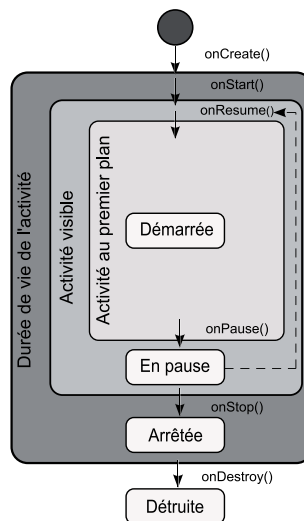 onCreate()
onStart()
onResume()
Durée de vie de l'activité
Activité visible
Activité au premier plan
Démarrée
onPause()
En pause
onStop()
Arrêtée
onDestroy()
Détruite